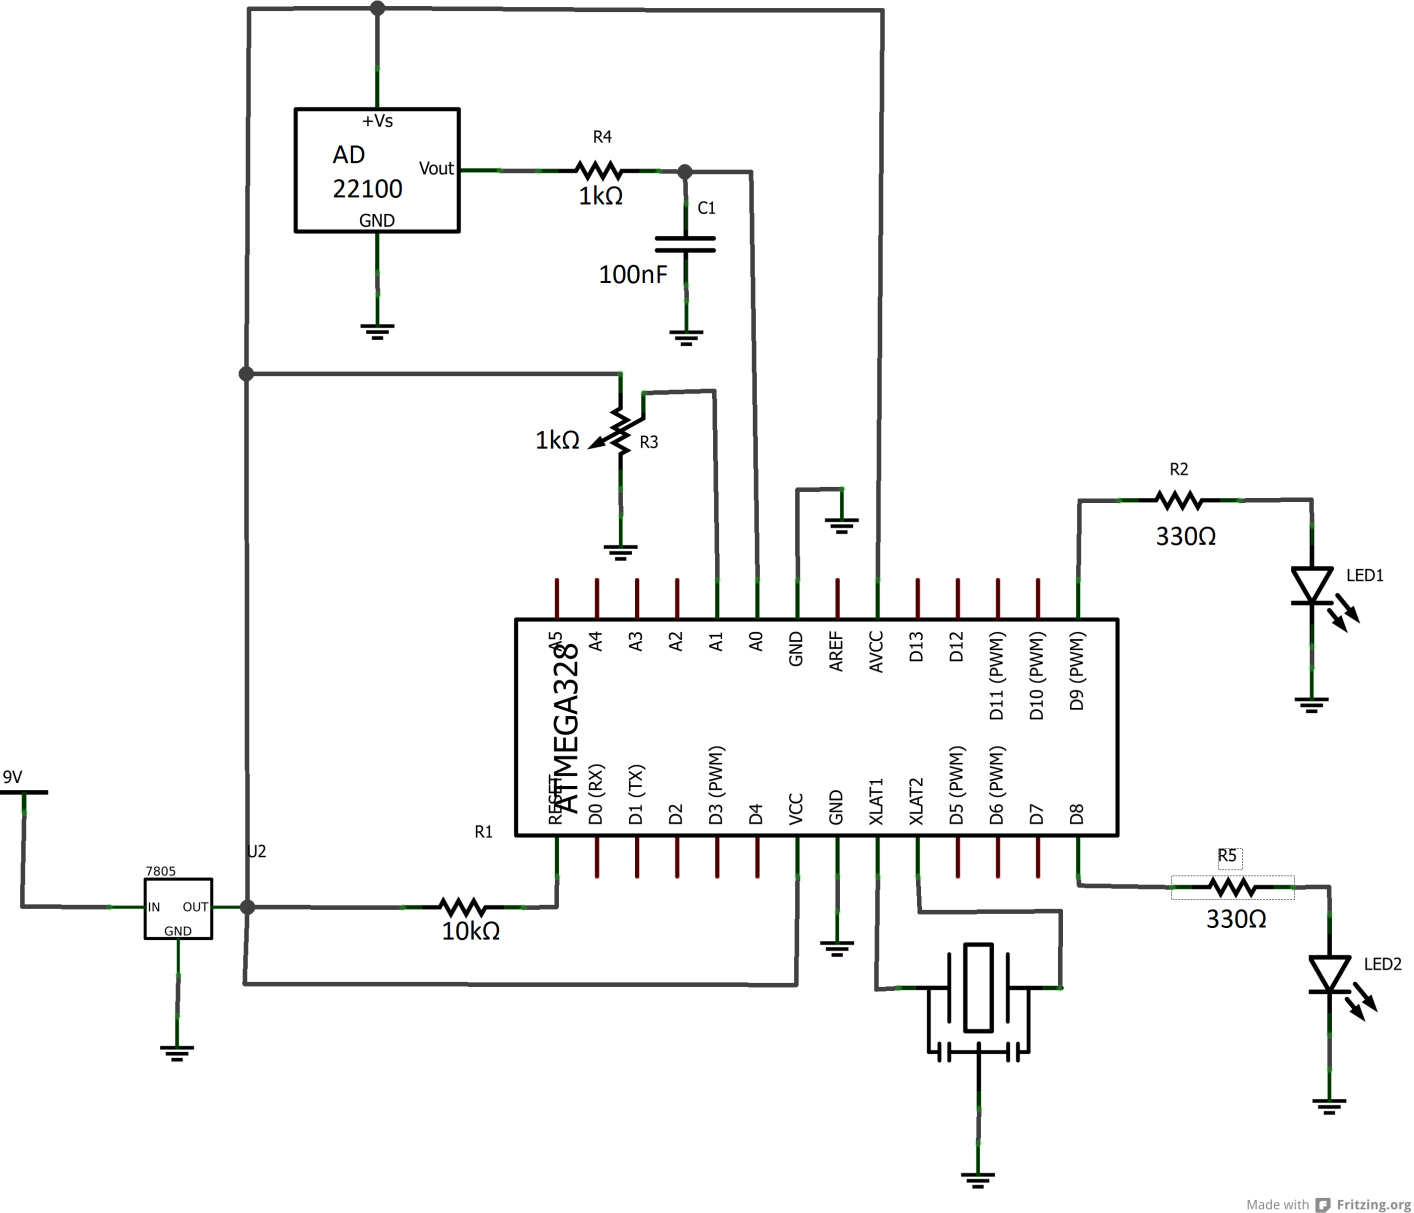 +Vs
AD
22100
Vout
GND
R4
1kΩ
C1
100nF
1kΩ
R3
R2
330Ω
LED1
A5
A4
A3
A2
A1
A0
GND
AREF
AVCC
D13
D12
D11 (PWM)
D10 (PWM)
D9 (PWM)
ATMEGA328
RESET
D0 (RX)
D1 (TX)
D2
D3 (PWM)
D4
VCC
GND
XLAT1
XLAT2
D5 (PWM)
D6 (PWM)
D7
D8
9V
R1
U2
7805
IN
OUT
GND
10kΩ
R5
330Ω
LED2
Made with Fritzing.org